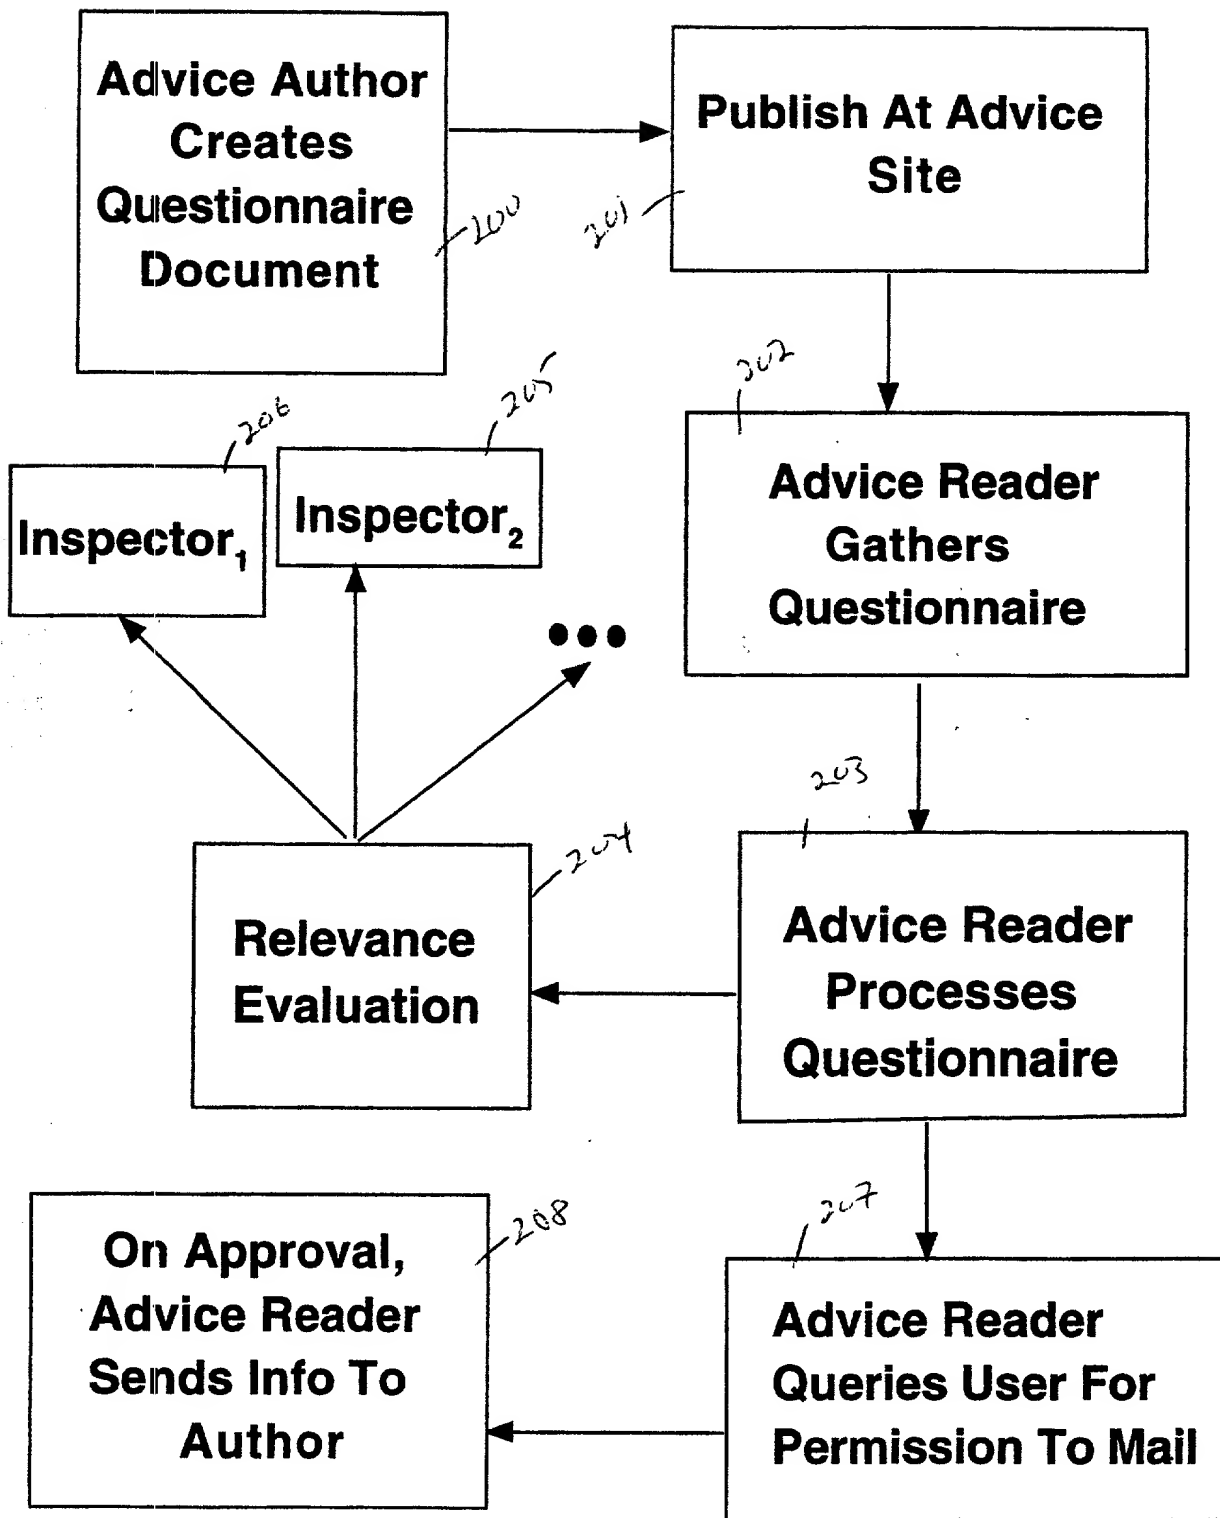 Advice Author
Creates
Questionnaire
Document
200
Publish At Advice
Site
201
202
Advice Reader
Gathers
Questionnaire
206
Inspector₁
205
Inspector₂
•••
203
Advice Reader
Processes
Questionnaire
204
Relevance
Evaluation
207
Advice Reader
Queries User For
Permission To Mail
208
On Approval,
Advice Reader
Sends Info To
Author